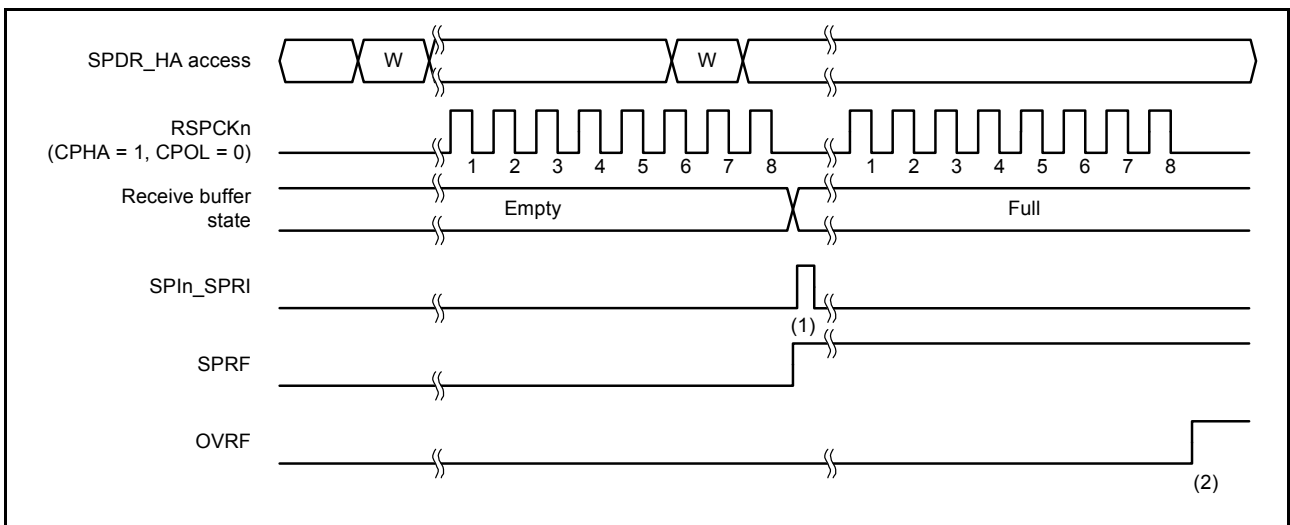 SPDR_HA access
W
W
RSPCKn
(CPHA = 1, CPOL = 0)
1 2 3 4 5 6 7 8
1 2 3 4 5 6 7 8
Receive buffer
state
Empty
Full
SPIn_SPRI
(1)
SPRF
OVRF
(2)